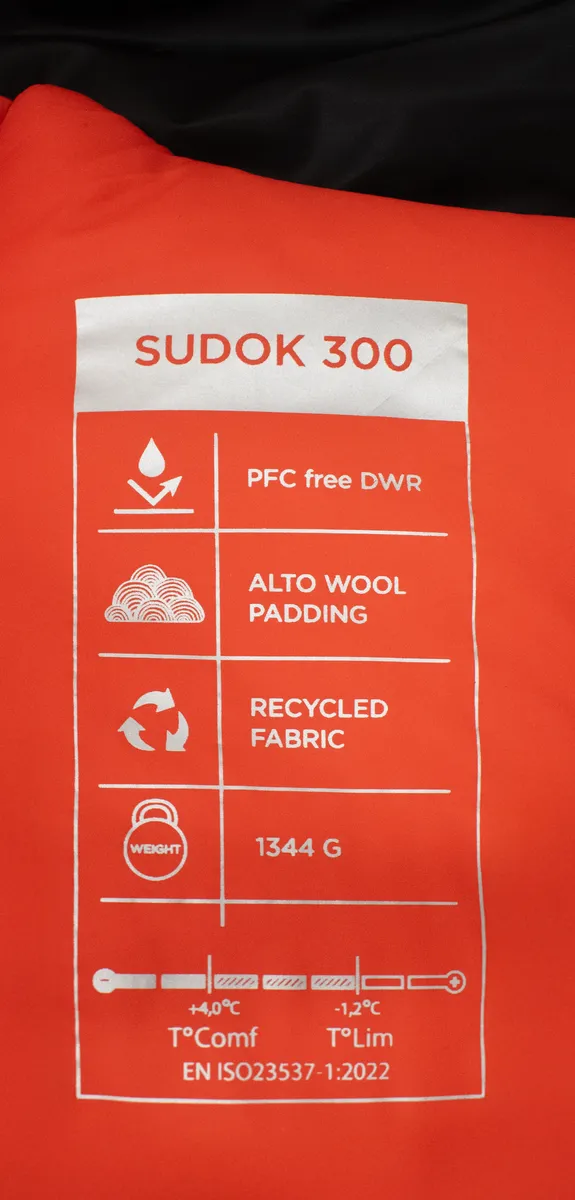 SUDOK 300
PFC free DWR
ALTO WOOL
PADDING
RECYCLED
FABRIC
WEIGHT
1344 G
- +
+4,0°C -1,2°C
T°Comf T°Lim
EN ISO23537-1:2022